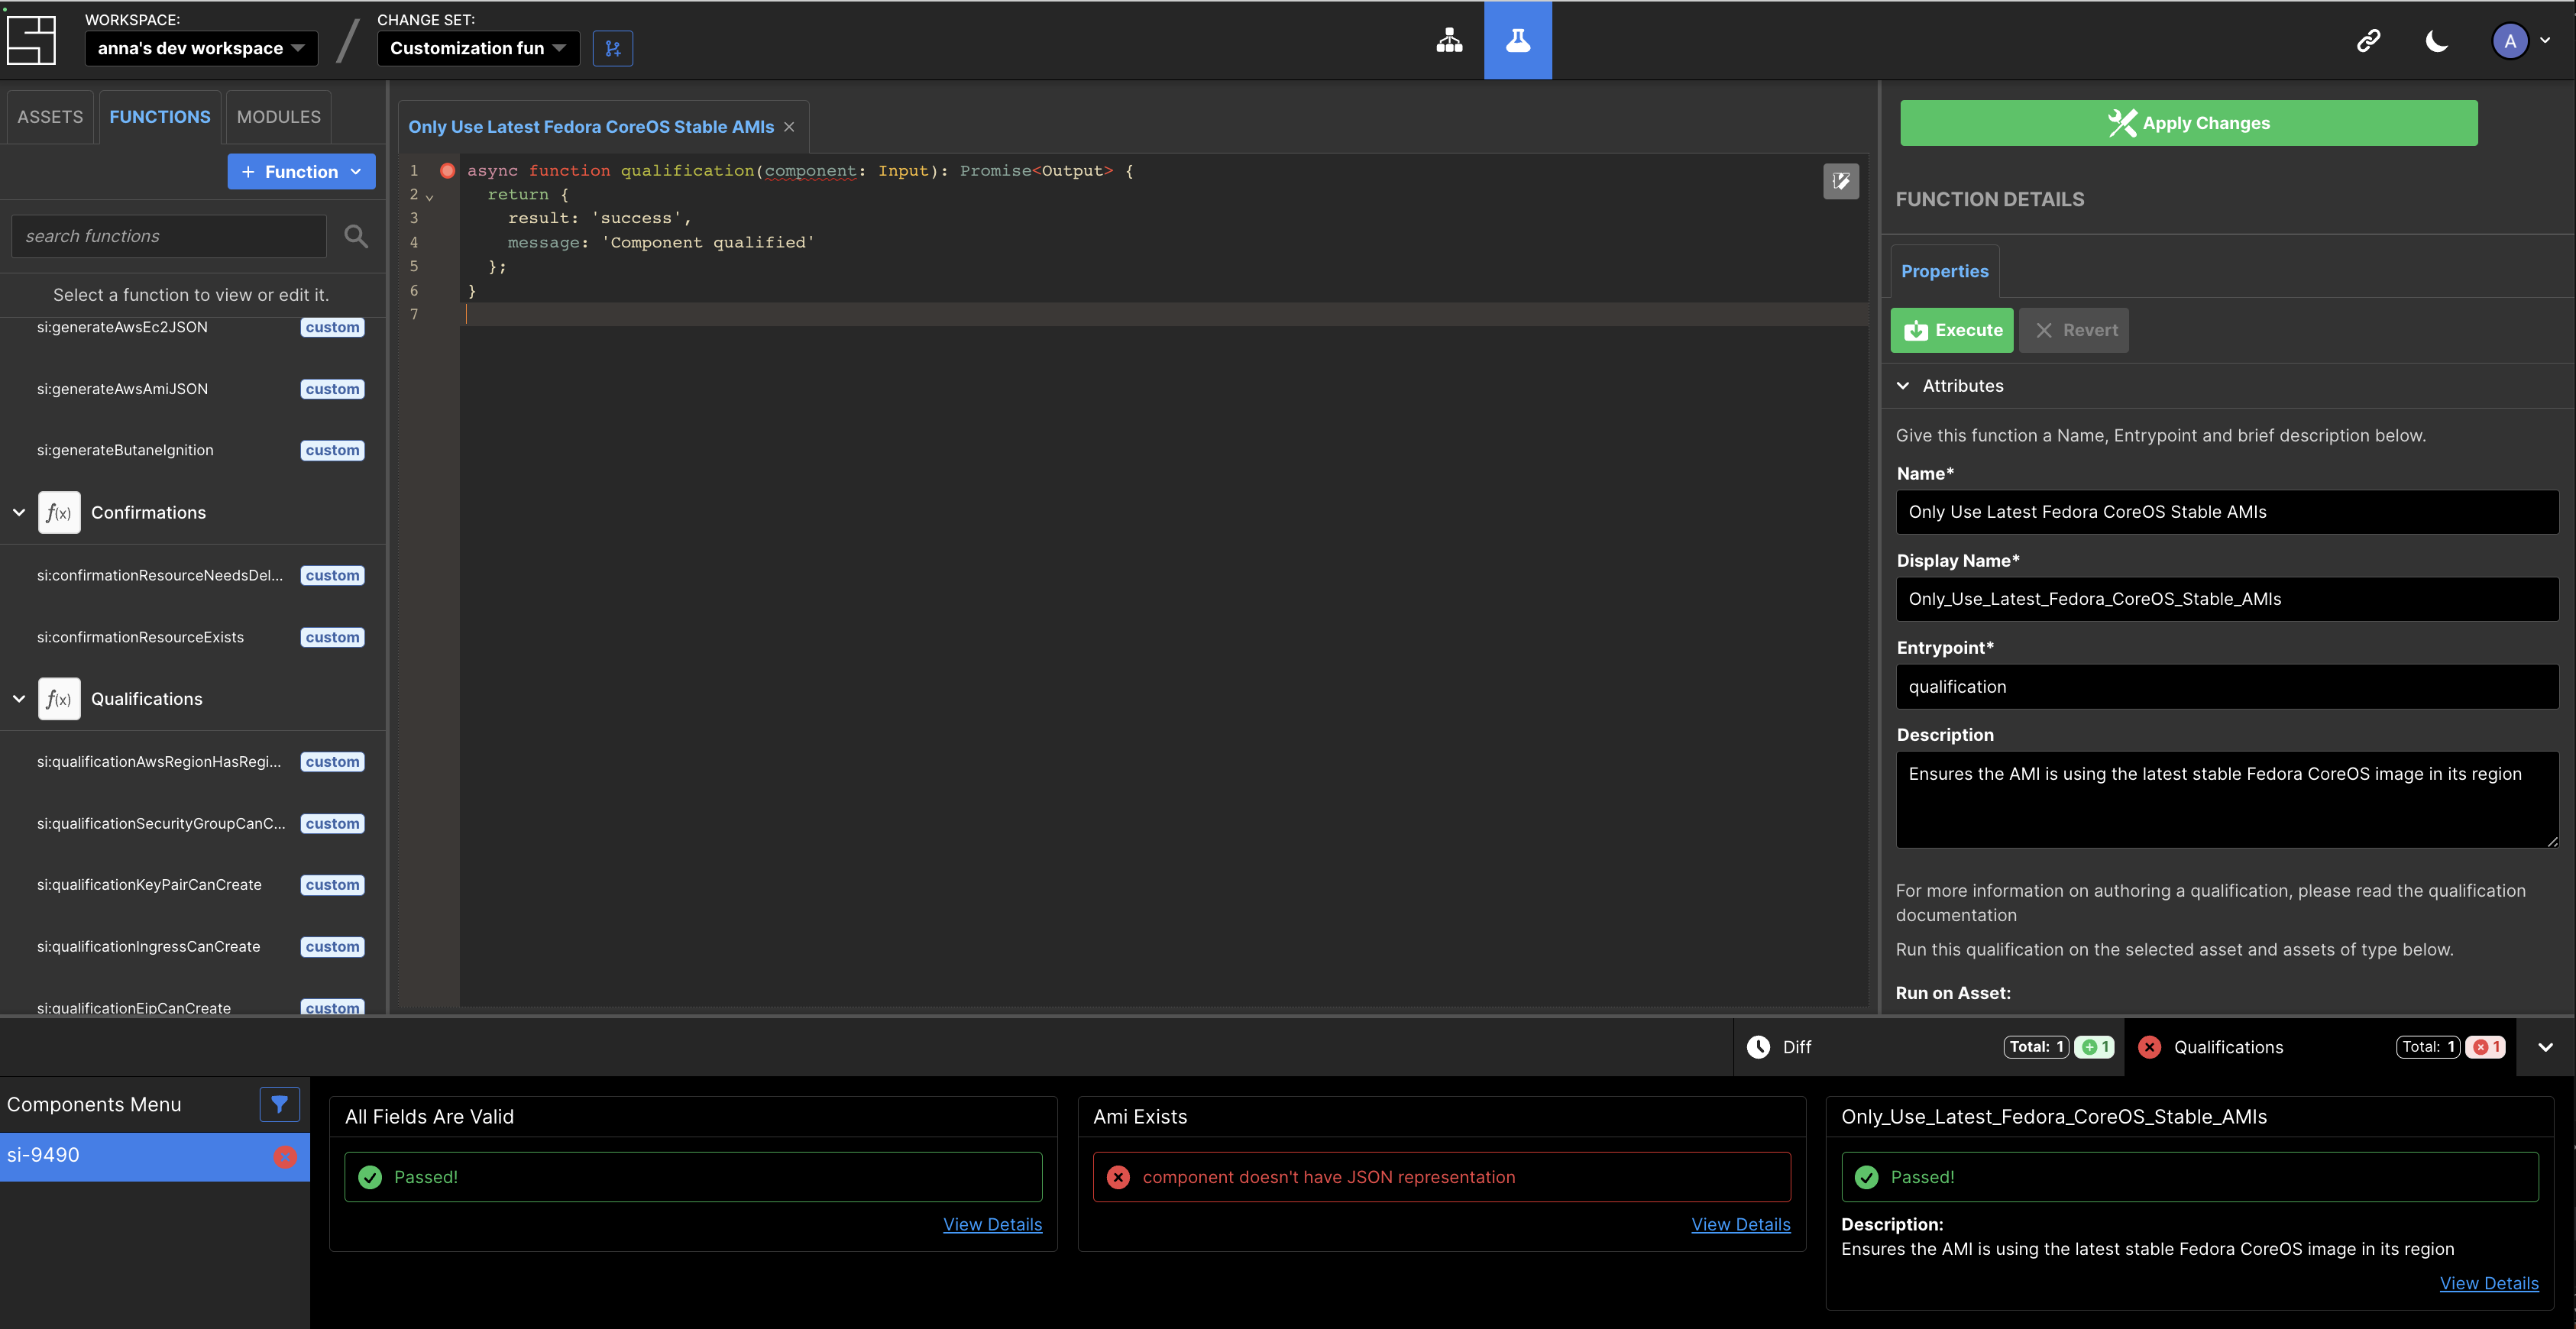 WORKSPACE:
anna's dev workspace
CHANGE SET:
Customization fun
A
ASSETS
FUNCTIONS
MODULES
+ Function
search functions
Select a function to view or edit it.
si:generateAwsEc2JSON custom
si:generateAwsAmiJSON custom
si:generateButaneIgnition custom
f(x) Confirmations
si:confirmationResourceNeedsDel... custom
si:confirmationResourceExists custom
f(x) Qualifications
si:qualificationAwsRegionHasRegi... custom
si:qualificationSecurityGroupCanC... custom
si:qualificationKeyPairCanCreate custom
si:qualificationIngressCanCreate custom
si:qualificationEipCanCreate custom
Only Use Latest Fedora CoreOS Stable AMIs
1 async function qualification(component: Input): Promise<Output> {
2 return {
3 result: 'success',
4 message: 'Component qualified'
5 };
6 }
7
Apply Changes
FUNCTION DETAILS
Properties
Execute
Revert
Attributes
Give this function a Name, Entrypoint and brief description below.
Name*
Only Use Latest Fedora CoreOS Stable AMIs
Display Name*
Only_Use_Latest_Fedora_CoreOS_Stable_AMIs
Entrypoint*
qualification
Description
Ensures the AMI is using the latest stable Fedora CoreOS image in its region
For more information on authoring a qualification, please read the qualification
documentation
Run this qualification on the selected asset and assets of type below.
Run on Asset:
Diff Total: 1 1
Qualifications Total: 1 1
Components Menu
si-9490
All Fields Are Valid
Passed!
View Details
Ami Exists
component doesn't have JSON representation
View Details
Only_Use_Latest_Fedora_CoreOS_Stable_AMIs
Passed!
Description:
Ensures the AMI is using the latest stable Fedora CoreOS image in its region
View Details